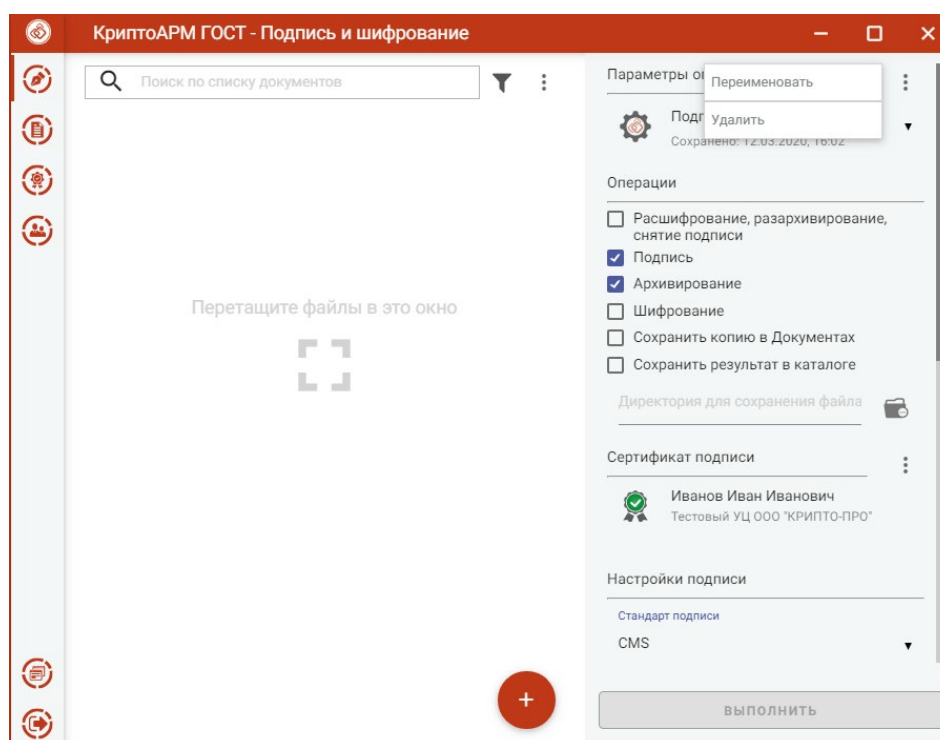 КриптоАРМ ГОСТ - Подпись и шифрование
Поиск по списку документов
Параметры
Переименовать
Удалить
Сохранено: 12.03.2020, 16:02
Операции
Расшифрование, разархивирование,
снятие подписи
Подпись
Архивирование
Шифрование
Сохранить копию в Документах
Сохранить результат в каталоге
Директория для сохранения файла
Перетащите файлы в это окно
Сертификат подписи
Иванов Иван Иванович
Тестовый УЦ ООО "КРИПТО-ПРО"
Настройки подписи
Стандарт подписи
CMS
ВЫПОЛНИТЬ